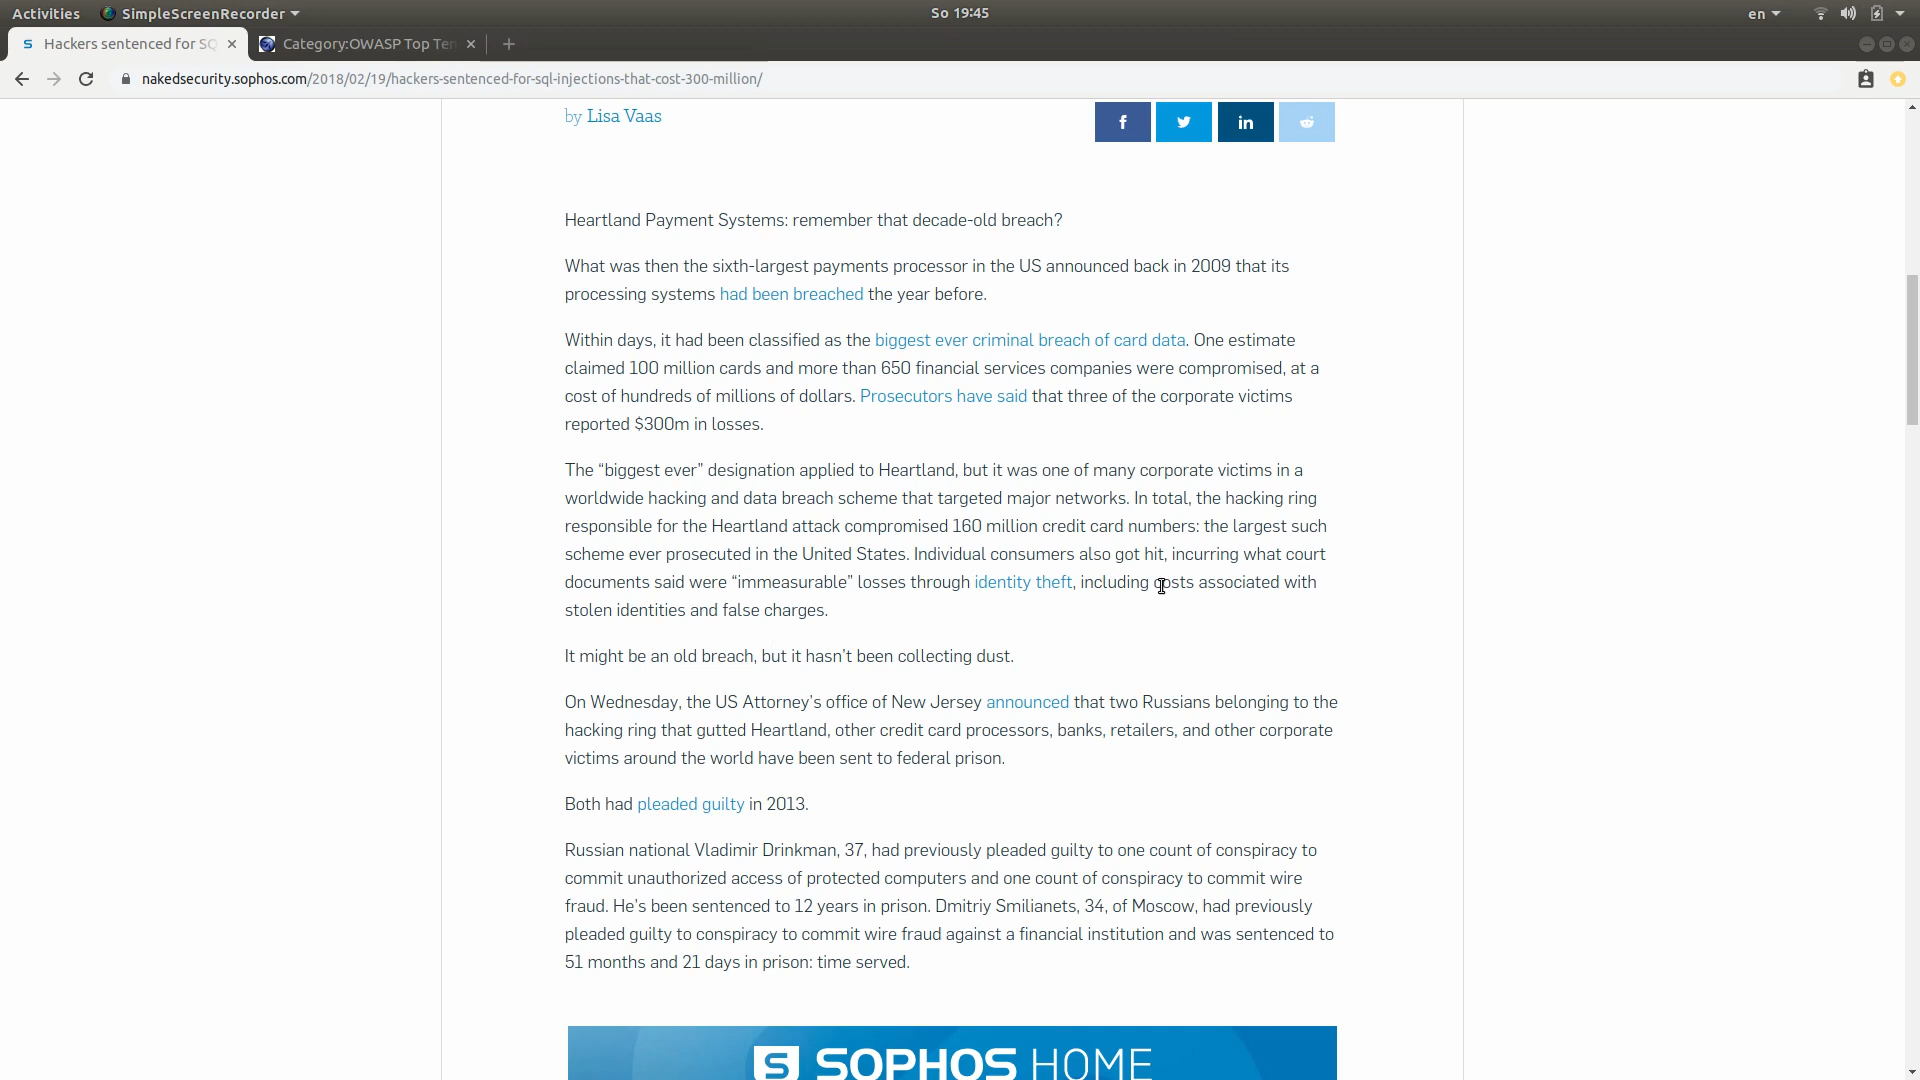 Activities SimpleScreenRecorder So 19:45 en
Hackers sentenced for SQ Category:OWASP Top Ten
nakedsecurity.sophos.com/2018/02/19/hackers-sentenced-for-sql-injections-that-cost-300-million/
by Lisa Vaas
Heartland Payment Systems: remember that decade-old breach?
What was then the sixth-largest payments processor in the US announced back in 2009 that its
processing systems had been breached the year before.
Within days, it had been classified as the biggest ever criminal breach of card data. One estimate
claimed 100 million cards and more than 650 financial services companies were compromised, at a
cost of hundreds of millions of dollars. Prosecutors have said that three of the corporate victims
reported $300m in losses.
The “biggest ever” designation applied to Heartland, but it was one of many corporate victims in a
worldwide hacking and data breach scheme that targeted major networks. In total, the hacking ring
responsible for the Heartland attack compromised 160 million credit card numbers: the largest such
scheme ever prosecuted in the United States. Individual consumers also got hit, incurring what court
documents said were “immeasurable” losses through identity theft, including costs associated with
stolen identities and false charges.
It might be an old breach, but it hasn’t been collecting dust.
On Wednesday, the US Attorney’s office of New Jersey announced that two Russians belonging to the
hacking ring that gutted Heartland, other credit card processors, banks, retailers, and other corporate
victims around the world have been sent to federal prison.
Both had pleaded guilty in 2013.
Russian national Vladimir Drinkman, 37, had previously pleaded guilty to one count of conspiracy to
commit unauthorized access of protected computers and one count of conspiracy to commit wire
fraud. He’s been sentenced to 12 years in prison. Dmitriy Smilianets, 34, of Moscow, had previously
pleaded guilty to conspiracy to commit wire fraud against a financial institution and was sentenced to
51 months and 21 days in prison: time served.
S SOPHOS HOME